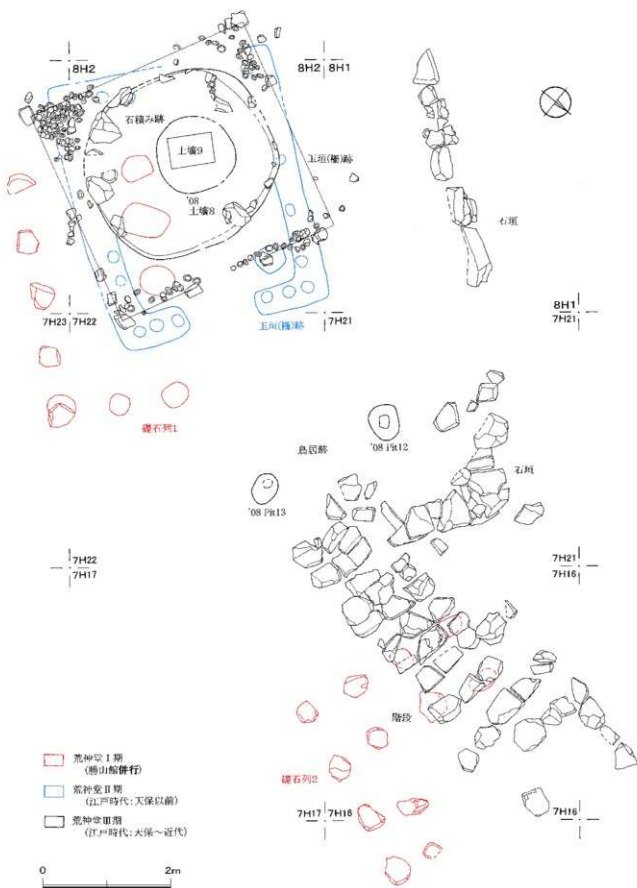 8H2
8H2 8H1
石積み跡
土壙9
玉垣(柵)跡
'08
土壙8
石垣
8H1
7H23 7H22
7H21
7H21
玉垣(柵)跡
礎石列1
鳥居跡
'08 Pit12
石垣
'08 Pit13
7H22
7H17
7H21
7H16
階段
荒神堂Ⅰ期
(勝山館併行)
礎石列2
荒神堂Ⅱ期
(江戸時代:天保以前)
7H17 7H18
7H16
荒神堂Ⅲ期
(江戸時代:天保~近代)
0 2m